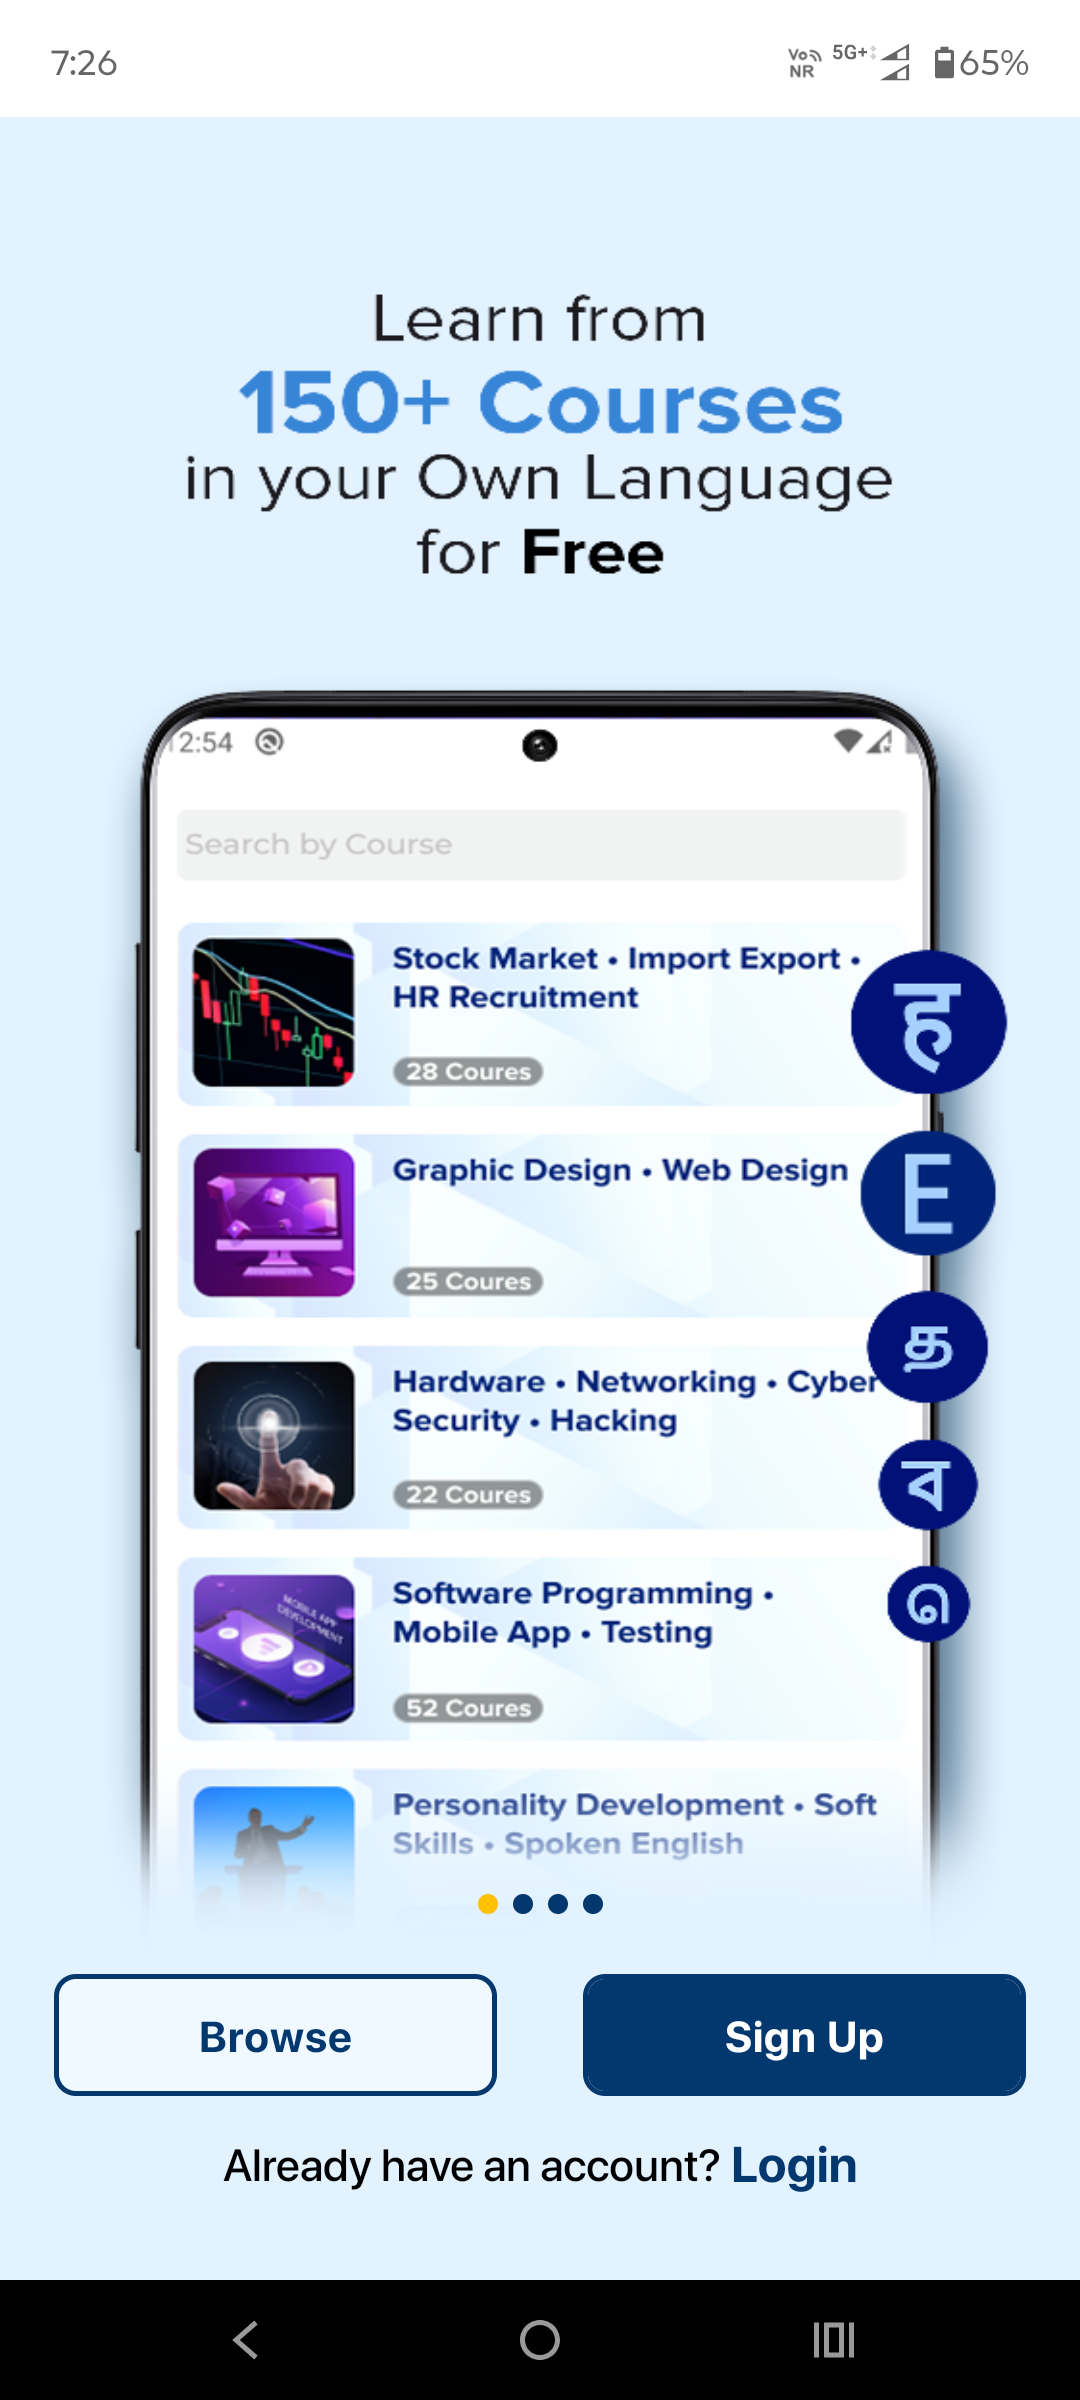 7:26
Vo
NR
5G+
65%
Learn from
150+ Courses
in your Own Language
for Free
2:54
Search by Course
Stock Market • Import Export •
HR Recruitment
28 Coures
ह
Graphic Design • Web Design
25 Coures
E
Hardware • Networking • Cyber
Security • Hacking
22 Coures
த
ব
Software Programming •
Mobile App • Testing
52 Coures
MOBILE APP
DEVELOPMENT
Personality Development • Soft
Skills • Spoken English
Browse
Sign Up
Already have an account? Login